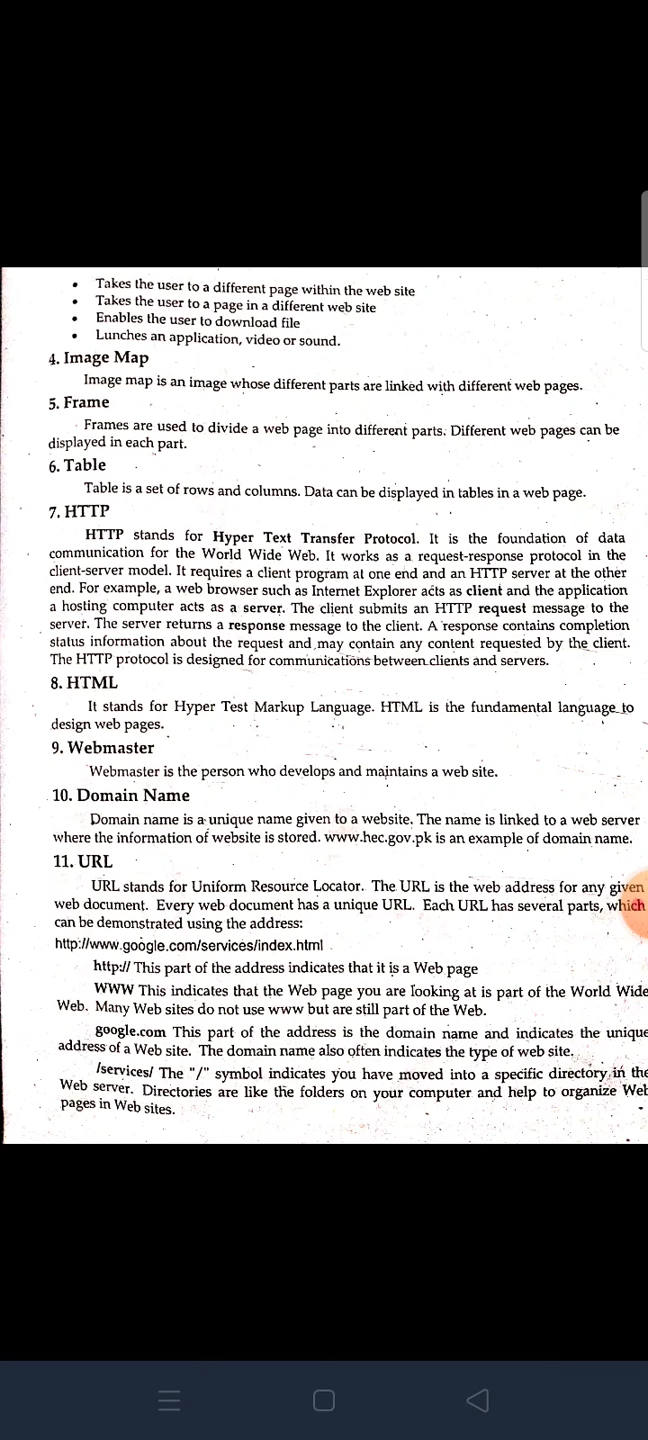 • Takes the user to a different page within the web site
• Takes the user to a page in a different web site
• Enables the user to download file
• Lunches an application, video or sound.
4. Image Map
Image map is an image whose different parts are linked with different web pages.
5. Frame
Frames are used to divide a web page into different parts. Different web pages can be
displayed in each part.
6. Table
Table is a set of rows and columns. Data can be displayed in tables in a web page.
7. HTTP
HTTP stands for Hyper Text Transfer Protocol. It is the foundation of data
communication for the World Wide Web. It works as a request-response protocol in the
client-server model. It requires a client program at one end and an HTTP server at the other
end. For example, a web browser such as Internet Explorer acts as client and the application
a hosting computer acts as a server. The client submits an HTTP request message to the
server. The server returns a response message to the client. A response contains completion
status information about the request and may contain any content requested by the client.
The HTTP protocol is designed for communications between clients and servers.
8. HTML
It stands for Hyper Test Markup Language. HTML is the fundamental language to
design web pages.
9. Webmaster
Webmaster is the person who develops and maintains a web site.
10. Domain Name
Domain name is a unique name given to a website. The name is linked to a web server
where the information of website is stored. www.hec.gov.pk is an example of domain name.
11. URL
URL stands for Uniform Resource Locator. The URL is the web address for any given
web document. Every web document has a unique URL. Each URL has several parts, which
can be demonstrated using the address:
http://www.google.com/services/index.html
http:// This part of the address indicates that it is a Web page
WWW This indicates that the Web page you are looking at is part of the World Wide
Web. Many Web sites do not use www but are still part of the Web.
google.com This part of the address is the domain name and indicates the unique
address of a Web site. The domain name also often indicates the type of web site.
/services/ The "/" symbol indicates you have moved into a specific directory in the
Web server. Directories are like the folders on your computer and help to organize Web
pages in Web sites.